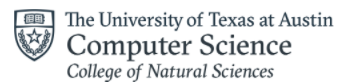 The University of Texas at Austin
Computer Science
College of Natural Sciences